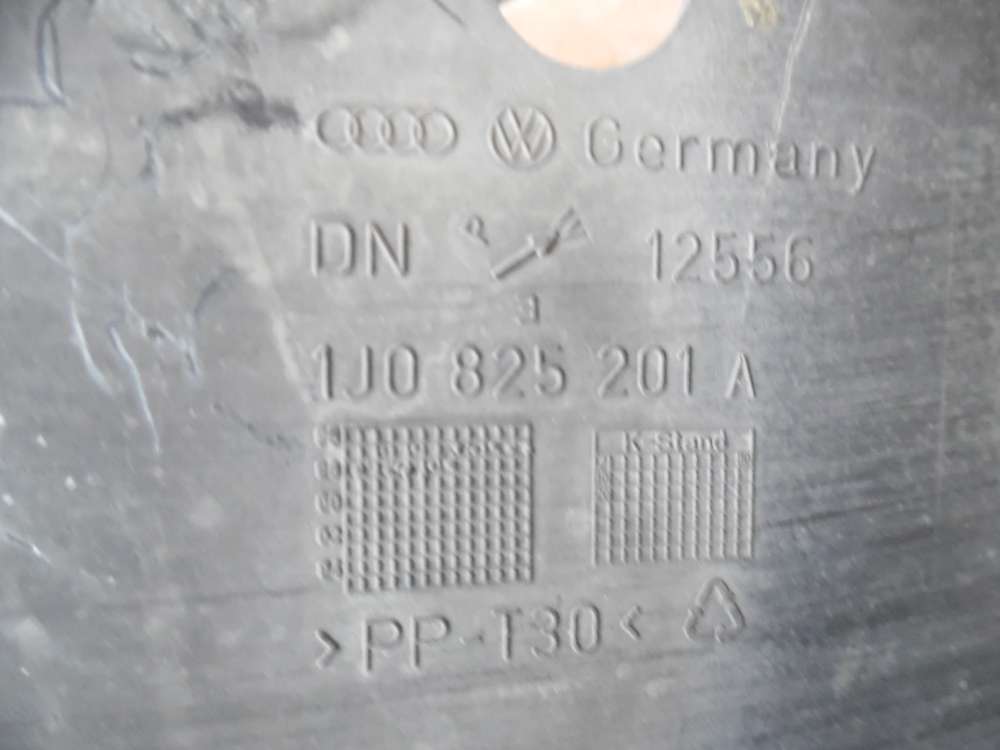 Germany
DN 12556
1J0 825 201 A
K-Stand
>PP-T30<